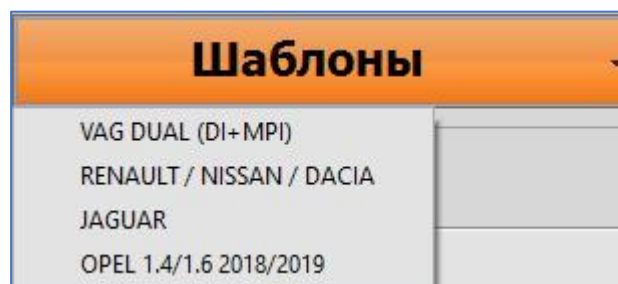 Шаблоны
VAG DUAL (DI+MPI)
RENAULT / NISSAN / DACIA
JAGUAR
OPEL 1.4/1.6 2018/2019